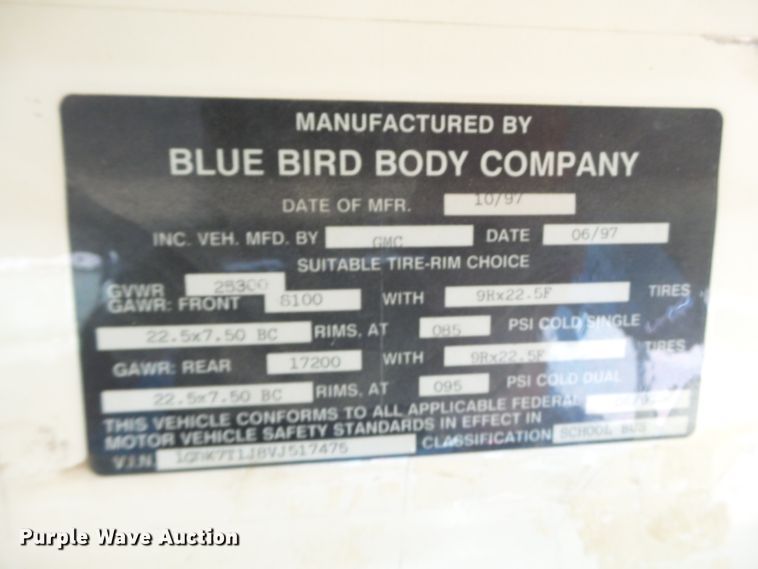 MANUFACTURED BY
BLUE BIRD BODY COMPANY
DATE OF MFR. 10/97
INC. VEH. MFD. BY GMC DATE 06/97
SUITABLE TIRE-RIM CHOICE
GVWR 25300
GAWR: FRONT 8100 WITH 9Rx22.5F TIRES
22.5x7.50 BC RIMS, AT 085 PSI COLD SINGLE
GAWR: REAR 17200 WITH 9Rx22.5F TIRES
22.5x7.50 BC RIMS, AT 095 PSI COLD DUAL
THIS VEHICLE CONFORMS TO ALL APPLICABLE FEDERAL
MOTOR VEHICLE SAFETY STANDARDS IN EFFECT IN
V.I.N. 1GDK7T1J8VJ517475 CLASSIFICATION SCHOOL BUS
Purple Wave Auction